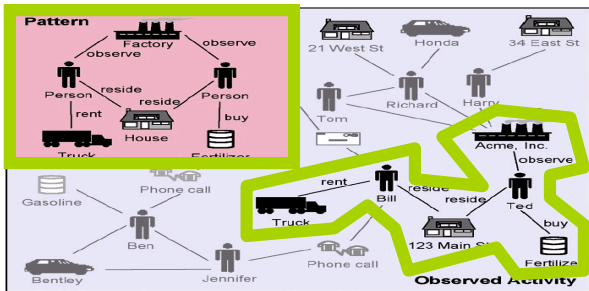 Pattern
Factory
observe
observe
Person
Person
reside
reside
rent
buy
House
Truck
Fertilizer
21 West St
Honda
34 East St
Tom
Richard
Harry
Acme, Inc.
observe
rent
Bill
reside
reside
Ted
Truck
buy
123 Main S
Fertilize
Gasoline
Phone call
Ben
Bentley
Jennifer
Phone call
Observed Activity